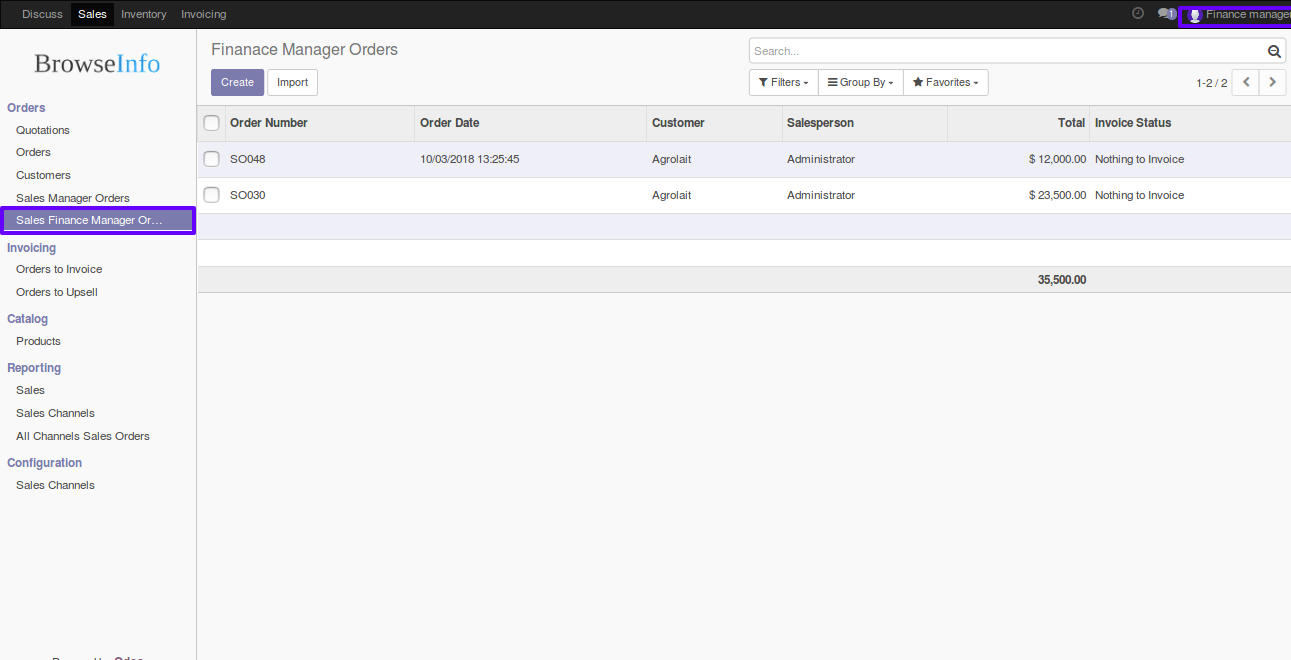 Discuss Sales Inventory Invoicing 1 Finance manager
BrowseInfo
Orders
Quotations
Orders
Customers
Sales Manager Orders
Sales Finance Manager Or...
Invoicing
Orders to Invoice
Orders to Upsell
Catalog
Products
Reporting
Sales
Sales Channels
All Channels Sales Orders
Configuration
Sales Channels
Finanace Manager Orders
Search...
Create Import
Filters Group By Favorites 1-2 / 2
Order Number Order Date Customer Salesperson Total Invoice Status
SO048 10/03/2018 13:25:45 Agrolait Administrator $ 12,000.00 Nothing to Invoice
SO030 Agrolait Administrator $ 23,500.00 Nothing to Invoice
35,500.00